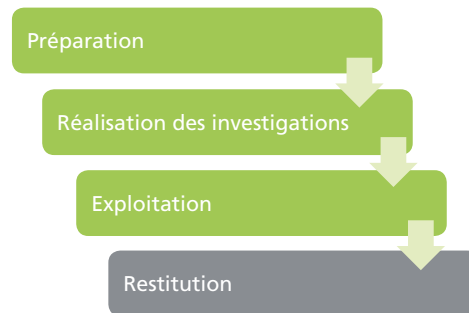 Préparation
Réalisation des investigations
Exploitation
Restitution